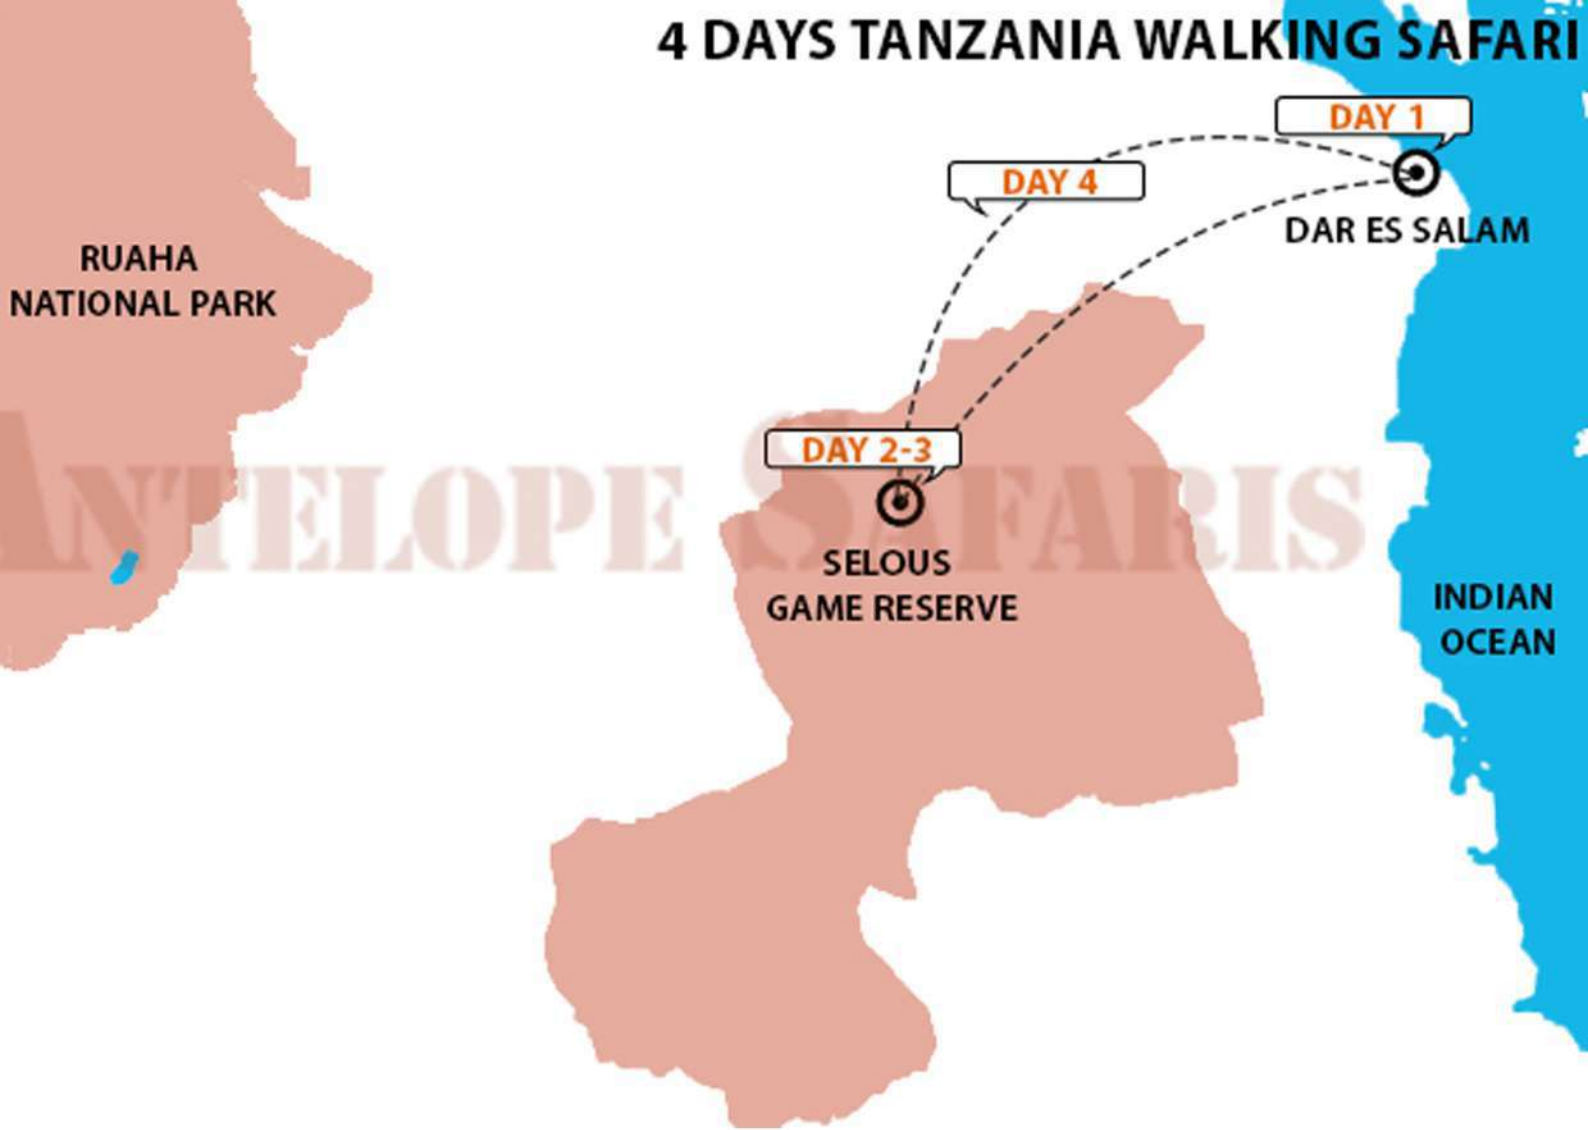 4 DAYS TANZANIA WALKING SAFARI
DAY 1
DAY 4
DAR ES SALAM
RUAHA
NATIONAL PARK
DAY 2-3
ANTELOPE SAFARIS
SELOUS
GAME RESERVE
INDIAN
OCEAN